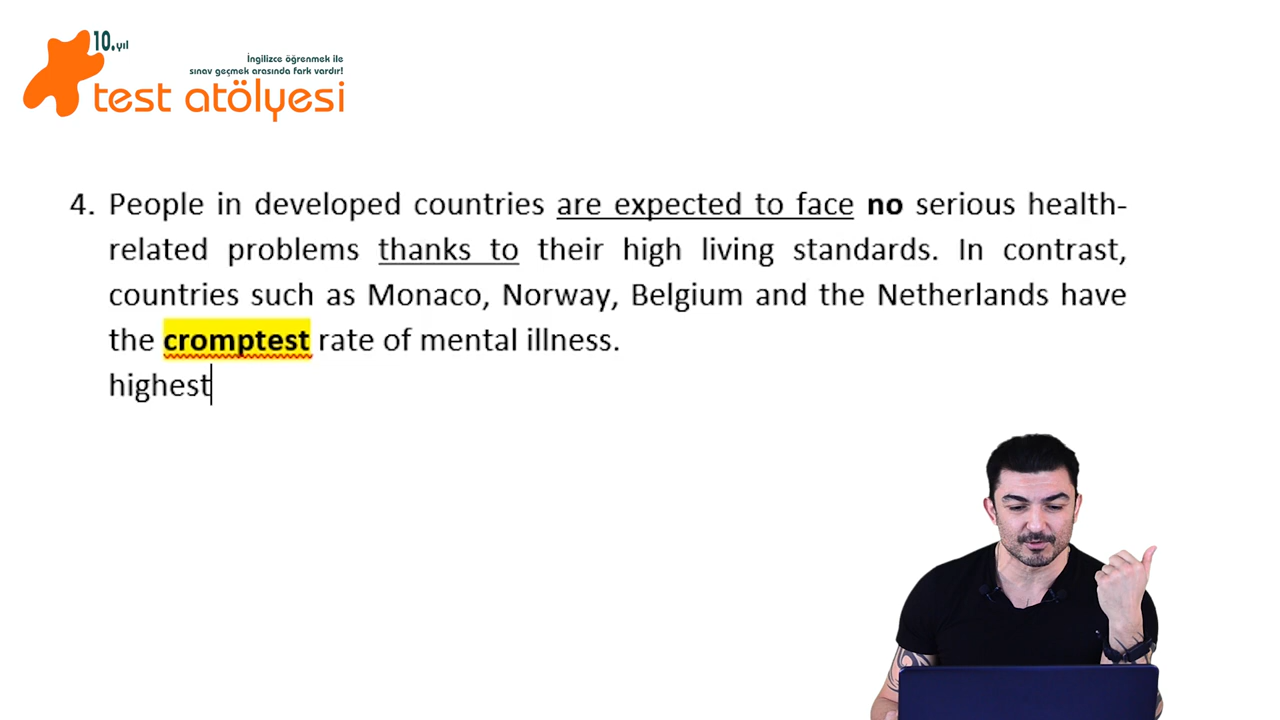 10.yıl
İngilizce öğrenmek ile
sınav geçmek arasında fark vardır!
test atölyesi
4. People in developed countries are expected to face no serious health-
related problems thanks to their high living standards. In contrast,
countries such as Monaco, Norway, Belgium and the Netherlands have
the cromptest rate of mental illness.
highest